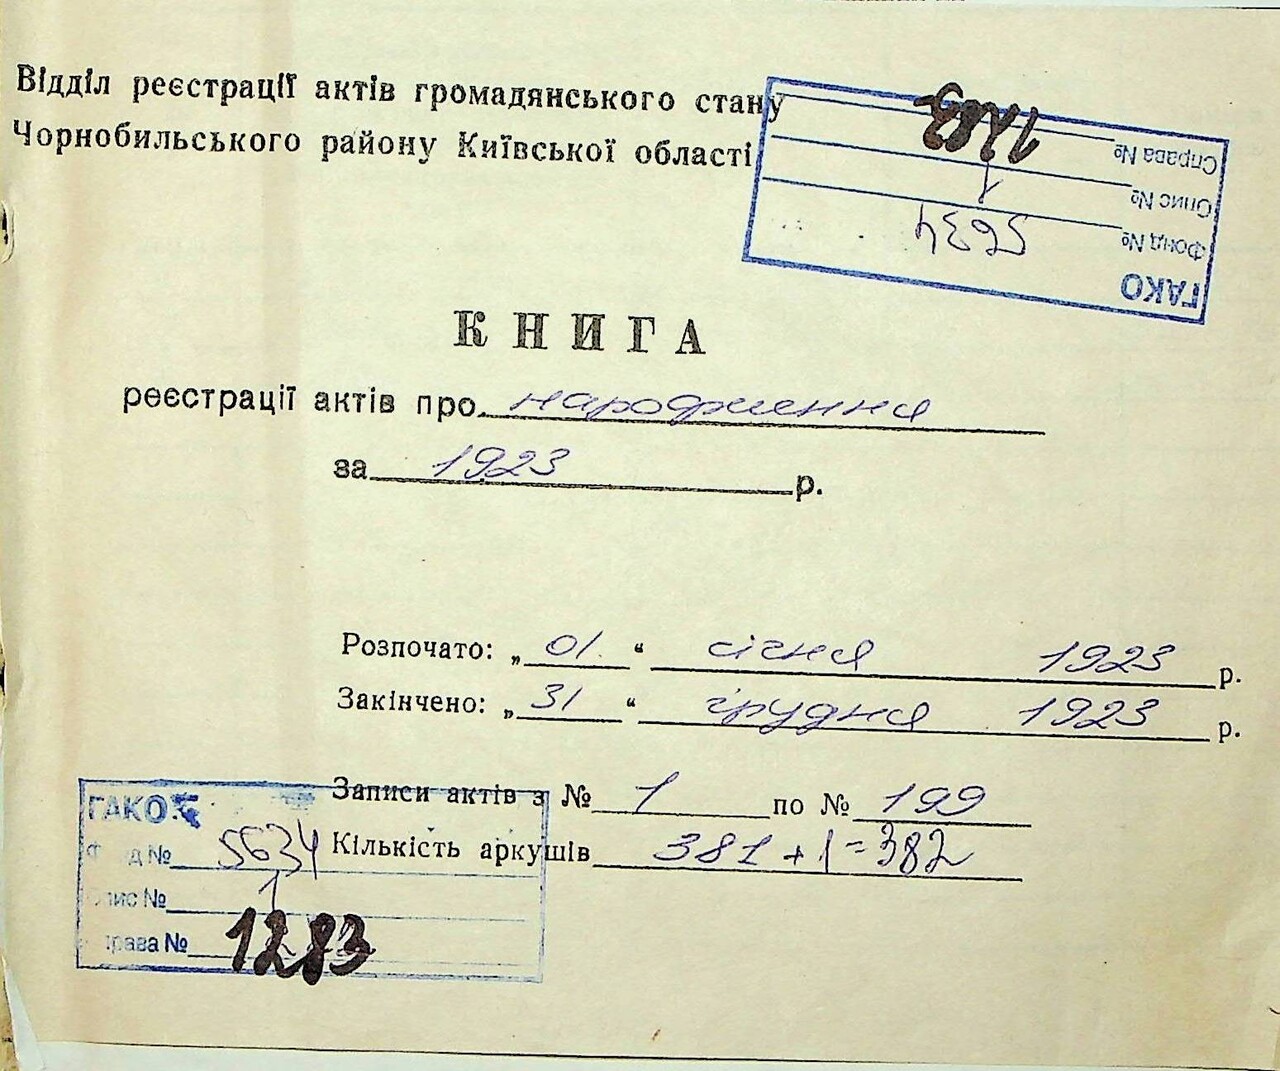 Відділ реєстрації актів громадянського стану
Чорнобильського району Київської області
ГАКО
Фонд № 5634
Опис № 1
Справа № 1283
КНИГА
реєстрації актів про народження
за 1923 р.
Розпочато: „ 01 “ січня 1923 р.
Закінчено: „ 31 “ грудня 1923 р.
Записи актів з № 1 по № 199
Кількість аркушів 381 + 1 = 382
ГАКО
Фонд № 5634
Опис № 1
Справа № 1283